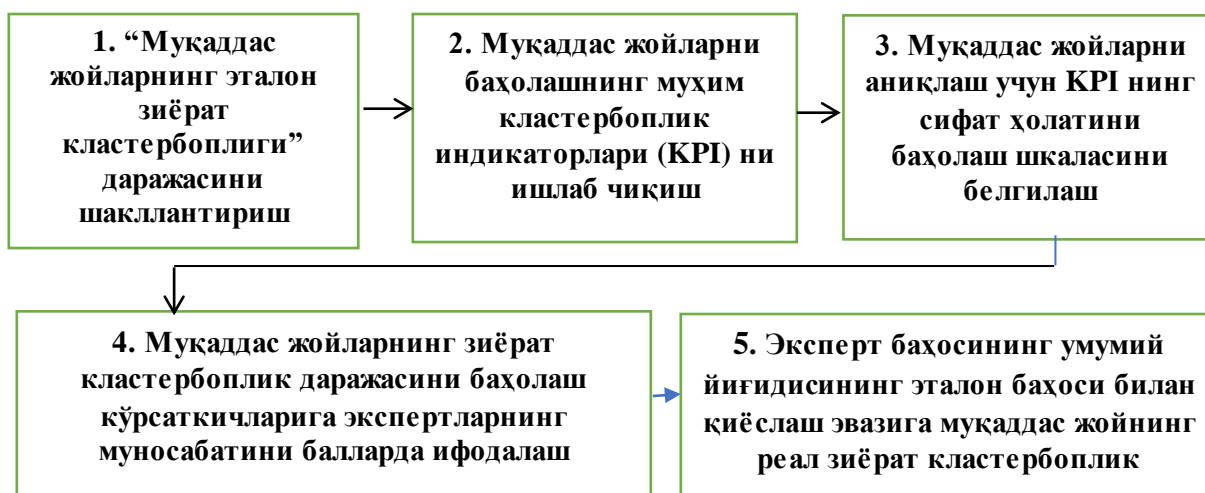 1. “Муқаддас
жойларнинг эталон
зиёрат
кластербоплиги”
даражасини
шакллантириш
2. Муқаддас жойларни
баҳолашнинг муҳим
кластербоплик
индикаторлари (KPI) ни
ишлаб чиқиш
3. Муқаддас жойларни
аниқлаш учун KPI нинг
сифат ҳолатини
баҳолаш шкаласини
белгилаш
4. Муқаддас жойларнинг зиёрат
кластербоплик даражасини баҳолаш
кўрсаткичларига экспертларнинг
муносабатини балларда ифодалаш
5. Эксперт баҳосининг умумий
йиғидисининг эталон баҳоси билан
қиёслаш эвазига муқаддас жойнинг
реал зиёрат кластербоплик